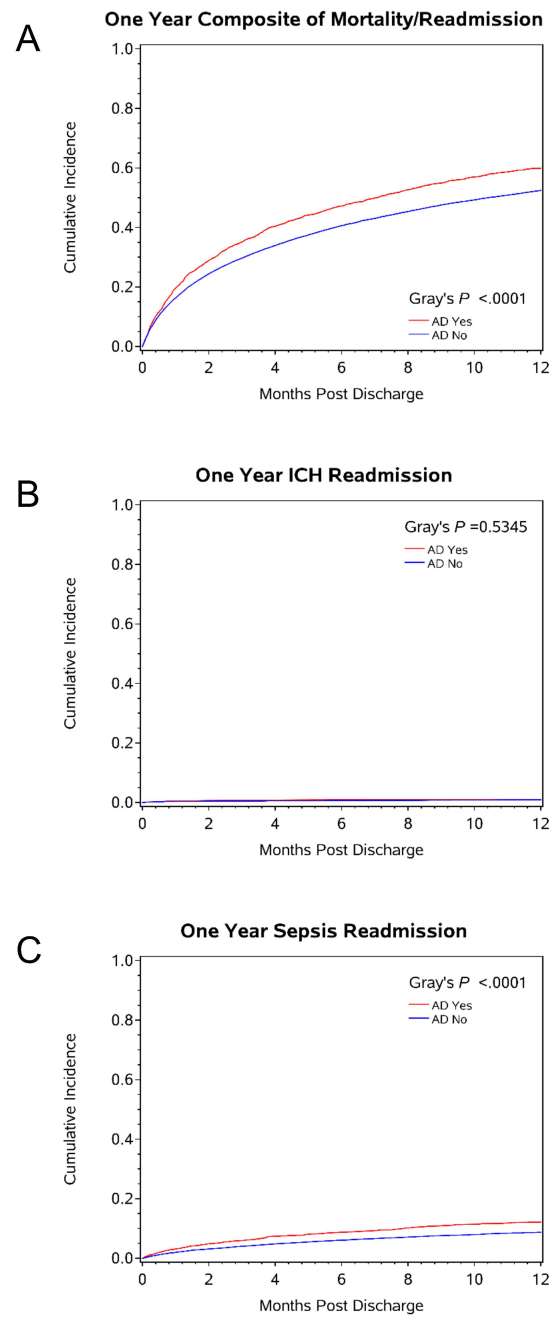 One Year Composite of Mortality/Readmission
A
1.0
0.8
0.6
0.4
0.2
0.0
Cumulative Incidence
Gray's P <.0001
AD Yes
AD No
0 2 4 6 8 10 12
Months Post Discharge
One Year ICH Readmission
B
1.0
0.8
0.6
0.4
0.2
0.0
Cumulative Incidence
Gray's P =0.5345
AD Yes
AD No
0 2 4 6 8 10 12
Months Post Discharge
One Year Sepsis Readmission
C
1.0
0.8
0.6
0.4
0.2
0.0
Cumulative Incidence
Gray's P <.0001
AD Yes
AD No
0 2 4 6 8 10 12
Months Post Discharge